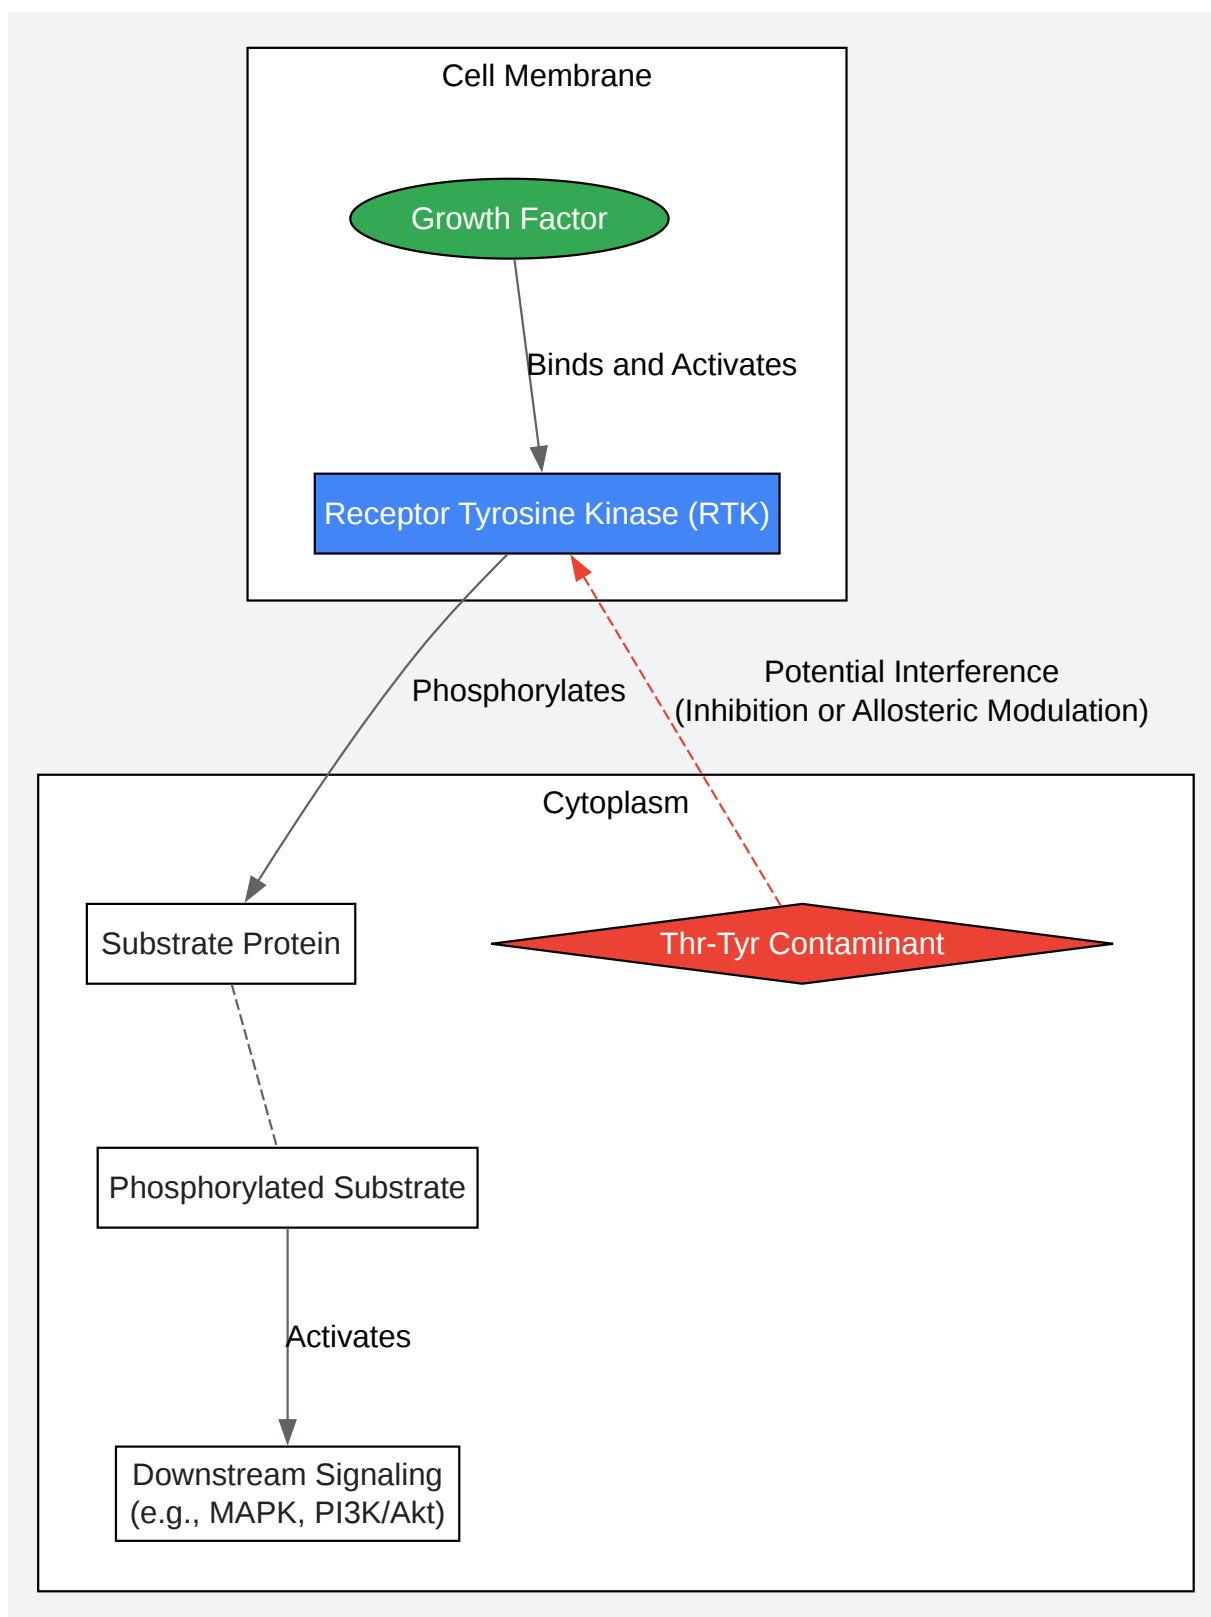 Cell Membrane
Growth Factor
Binds and Activates
Receptor Tyrosine Kinase (RTK)
Phosphorylates
Potential Interference
(Inhibition or Allosteric Modulation)
Cytoplasm
Substrate Protein
Thr-Tyr Contaminant
Phosphorylated Substrate
Activates
Downstream Signaling
(e.g., MAPK, PI3K/Akt)